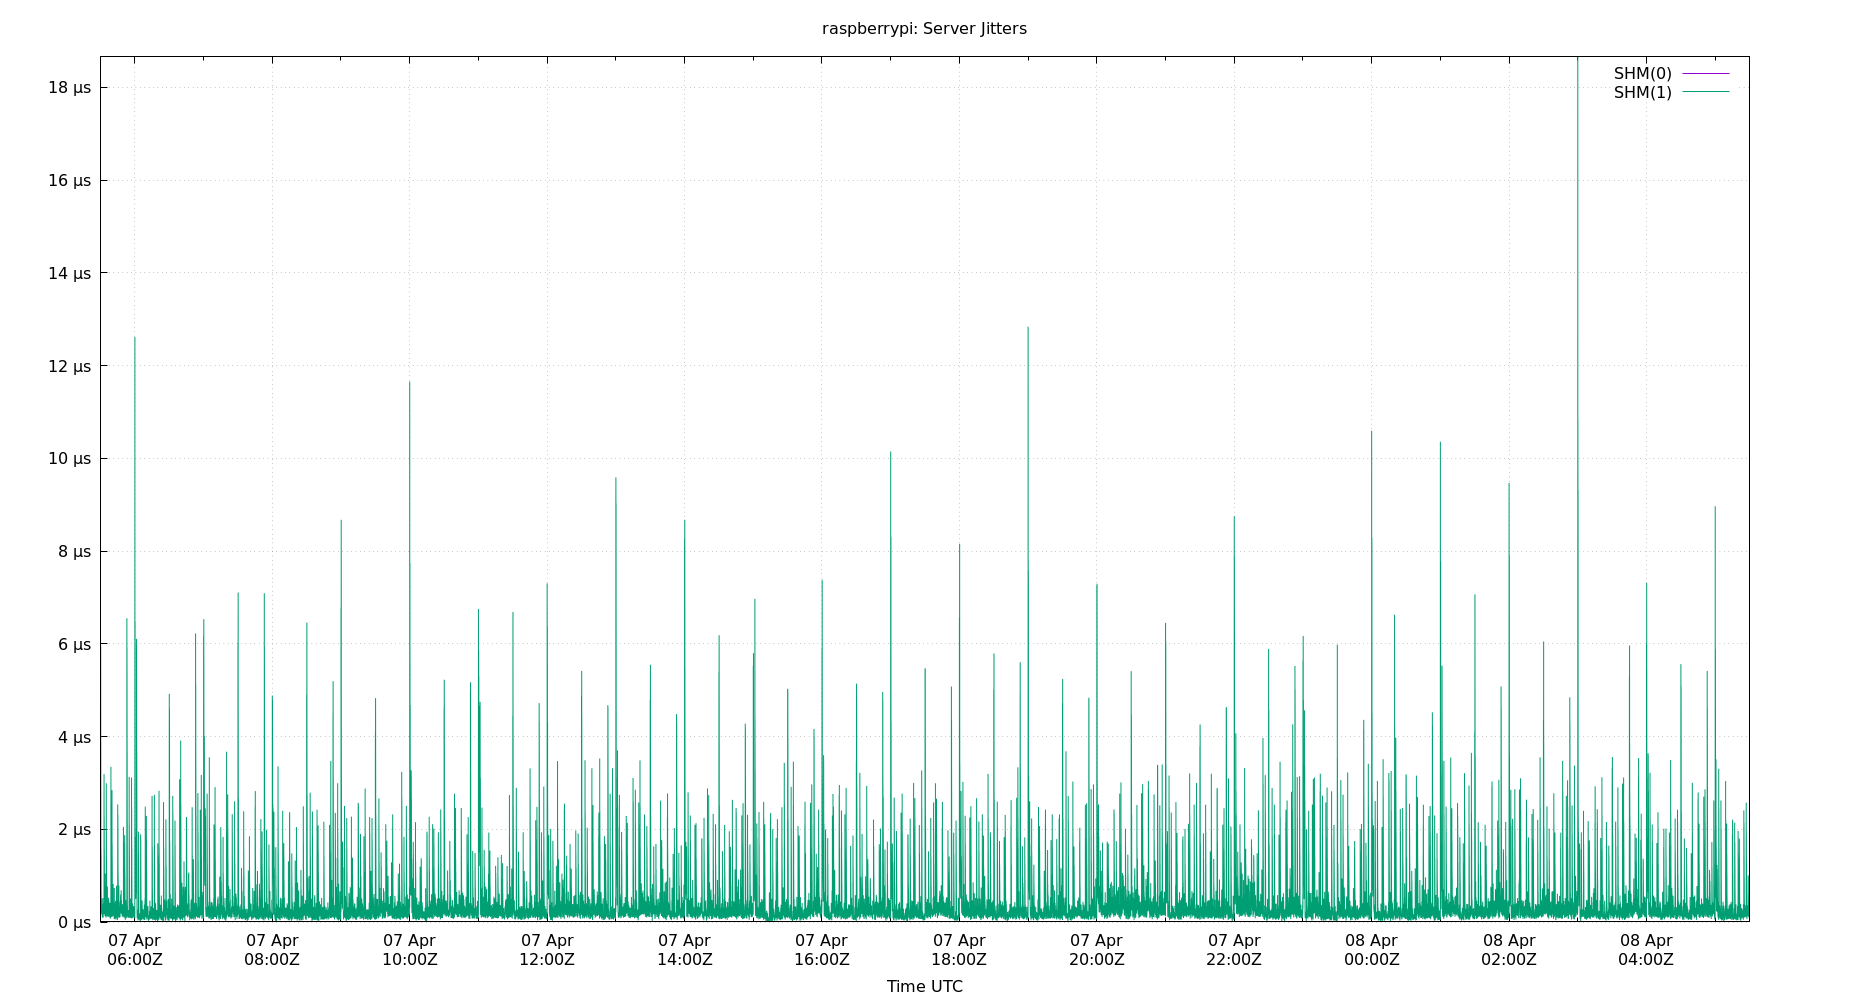 raspberrypi: Server Jitters
SHM(0)
SHM(1)
18 µs
16 µs
14 µs
12 µs
10 µs
8 µs
6 µs
4 µs
2 µs
0 µs
07 Apr 07 Apr 07 Apr 07 Apr 07 Apr 07 Apr 07 Apr 07 Apr 07 Apr 08 Apr 08 Apr 08 Apr
06:00Z 08:00Z 10:00Z 12:00Z 14:00Z 16:00Z 18:00Z 20:00Z 22:00Z 00:00Z 02:00Z 04:00Z
Time UTC